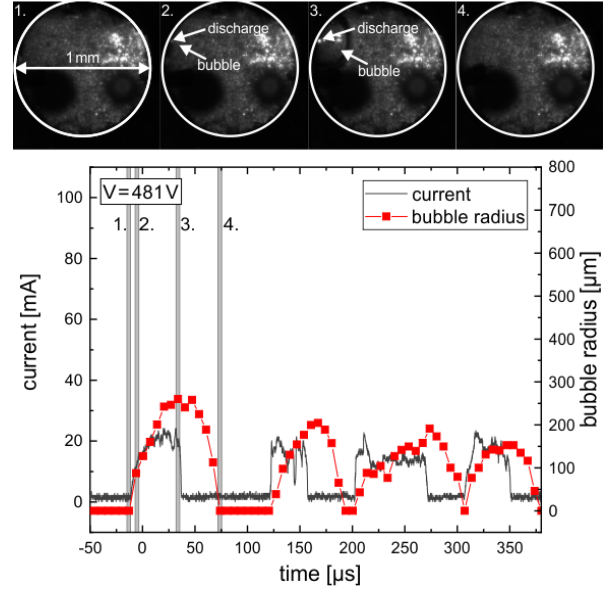 1. 2. 3. 4.
discharge discharge
1 mm
bubble bubble
V=481V
current
bubble radius
1. 2. 3. 4.
100
80
60
40
20
0
current [mA]
800
700
600
500
400
300
200
100
0
bubble radius [µm]
-50 0 50 100 150 200 250 300 350
time [µs]